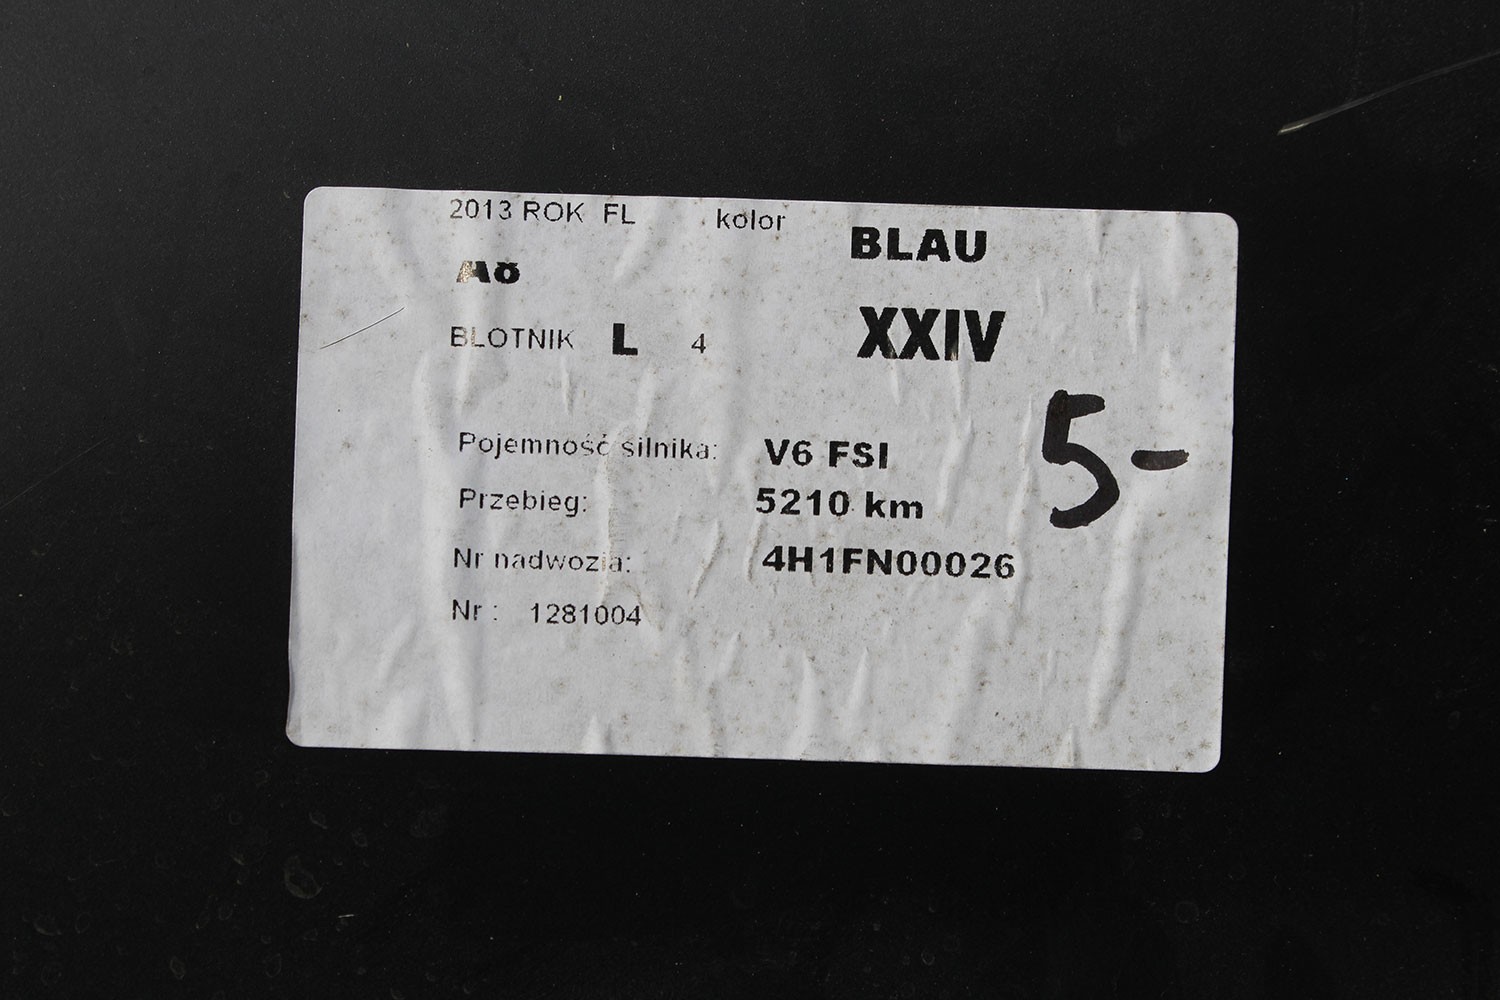 2013 ROK FL kolor BLAU
A8
BLOTNIK L 4 XXIV
5-
Pojemność silnika: V6 FSI
Przebieg: 5210 km
Nr nadwozia: 4H1FN00026
Nr : 1281004